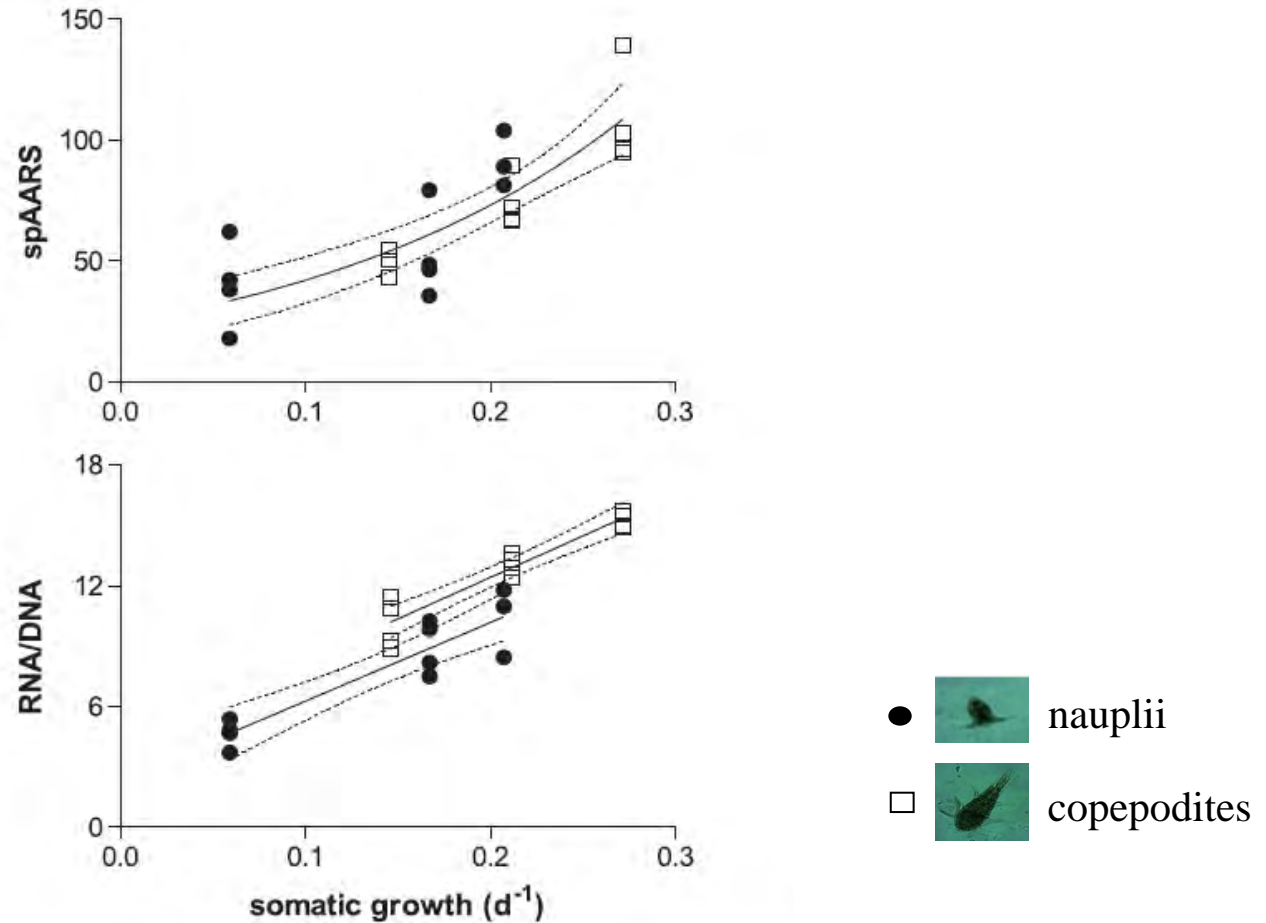 150
100
50
0
spAARS
0.0 0.1 0.2 0.3
18
12
6
0
RNA/DNA
0.0 0.1 0.2 0.3
somatic growth (d⁻¹)
nauplii
copepodites